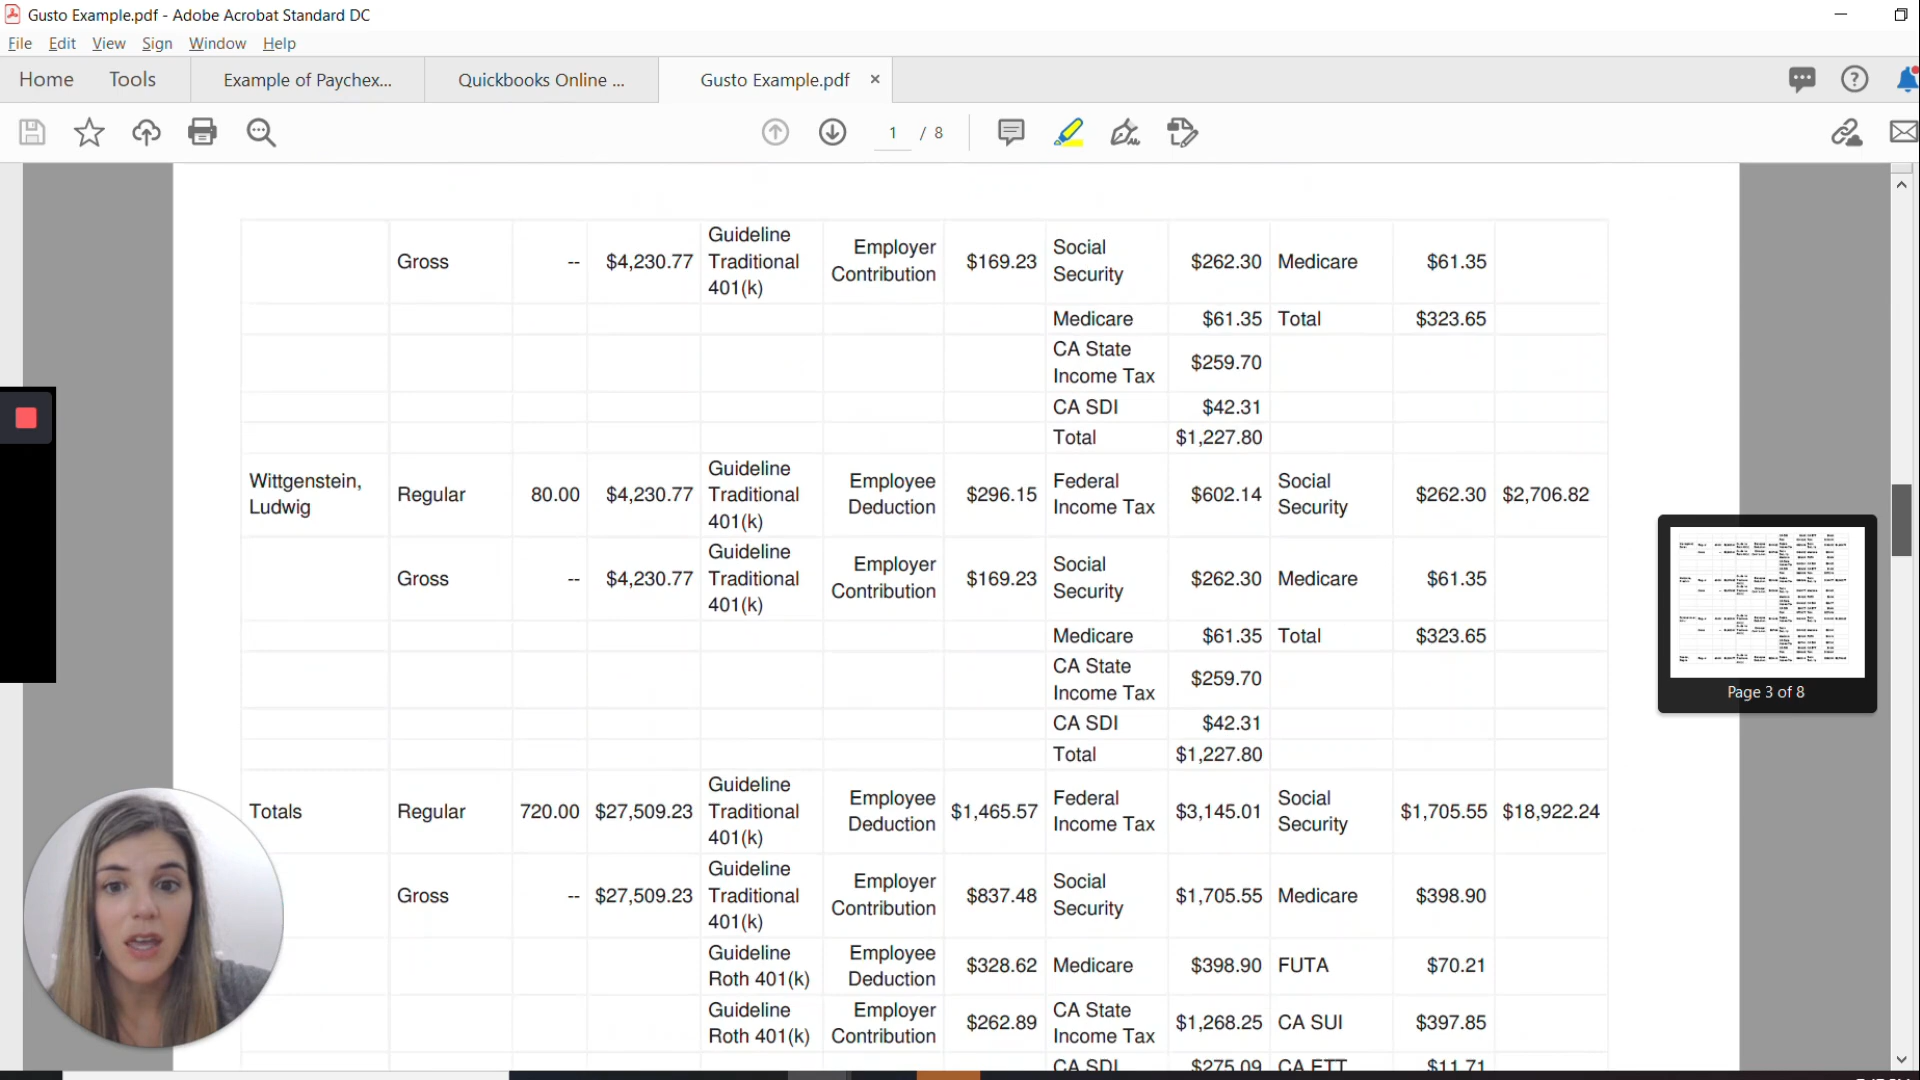 Gusto Example.pdf - Adobe Acrobat Standard DC
File Edit View Sign Window Help
Home Tools Example of Paychex... Quickbooks Online ... Gusto Example.pdf ×
1 / 8
Gross -- $4,230.77 Guideline Traditional 401(k) Employer Contribution $169.23 Social Security $262.30 Medicare $61.35
Medicare $61.35 Total $323.65
CA State Income Tax $259.70
CA SDI $42.31
Total $1,227.80
Wittgenstein, Ludwig Regular 80.00 $4,230.77 Guideline Traditional 401(k) Employee Deduction $296.15 Federal Income Tax $602.14 Social Security $262.30 $2,706.82
Gross -- $4,230.77 Guideline Traditional 401(k) Employer Contribution $169.23 Social Security $262.30 Medicare $61.35
Medicare $61.35 Total $323.65
CA State Income Tax $259.70
CA SDI $42.31
Total $1,227.80
Totals Regular 720.00 $27,509.23 Guideline Traditional 401(k) Employee Deduction $1,465.57 Federal Income Tax $3,145.01 Social Security $1,705.55 $18,922.24
Gross -- $27,509.23 Guideline Traditional 401(k) Employer Contribution $837.48 Social Security $1,705.55 Medicare $398.90
Guideline Roth 401(k) Employee Deduction $328.62 Medicare $398.90 FUTA $70.21
Guideline Roth 401(k) Employer Contribution $262.89 CA State Income Tax $1,268.25 CA SUI $397.85
CA SDI $275.09 CA ETT $11.71
Page 3 of 8